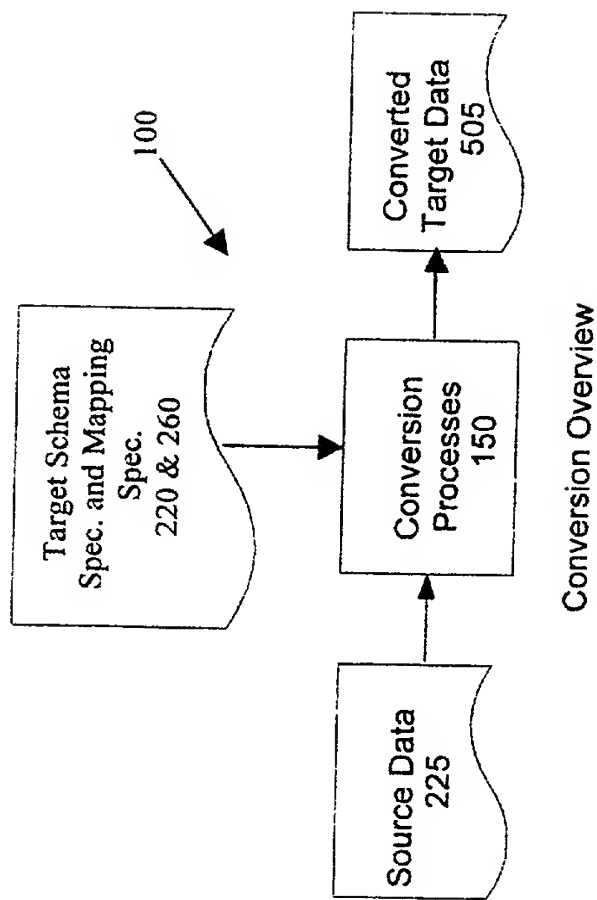 100
Target Schema
Spec. and Mapping
Spec.
220 & 260
Source Data
225
Conversion
Processes
150
Converted
Target Data
505
Conversion Overview